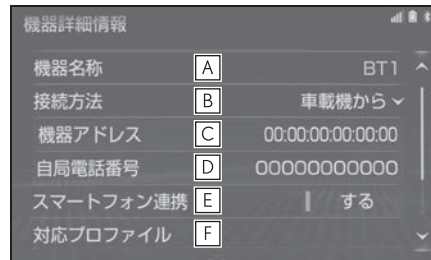 機器詳細情報
機器名称 A BT1
接続方法 B 車載機から
機器アドレス C 00:00:00:00:00:00
自局電話番号 D 00000000000
スマートフォン連携 E する
対応プロファイル F